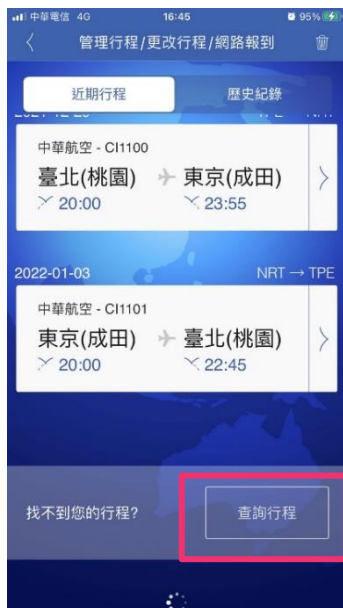 中華電信 4G 16:45 95%
管理行程/更改行程/網路報到
近期行程 歷史紀錄
中華航空 - CI1100
臺北(桃園) 東京(成田)
20:00 23:55
2022-01-03 NRT → TPE
中華航空 - CI1101
東京(成田) 臺北(桃園)
20:00 22:45
找不到您的行程? 查詢行程